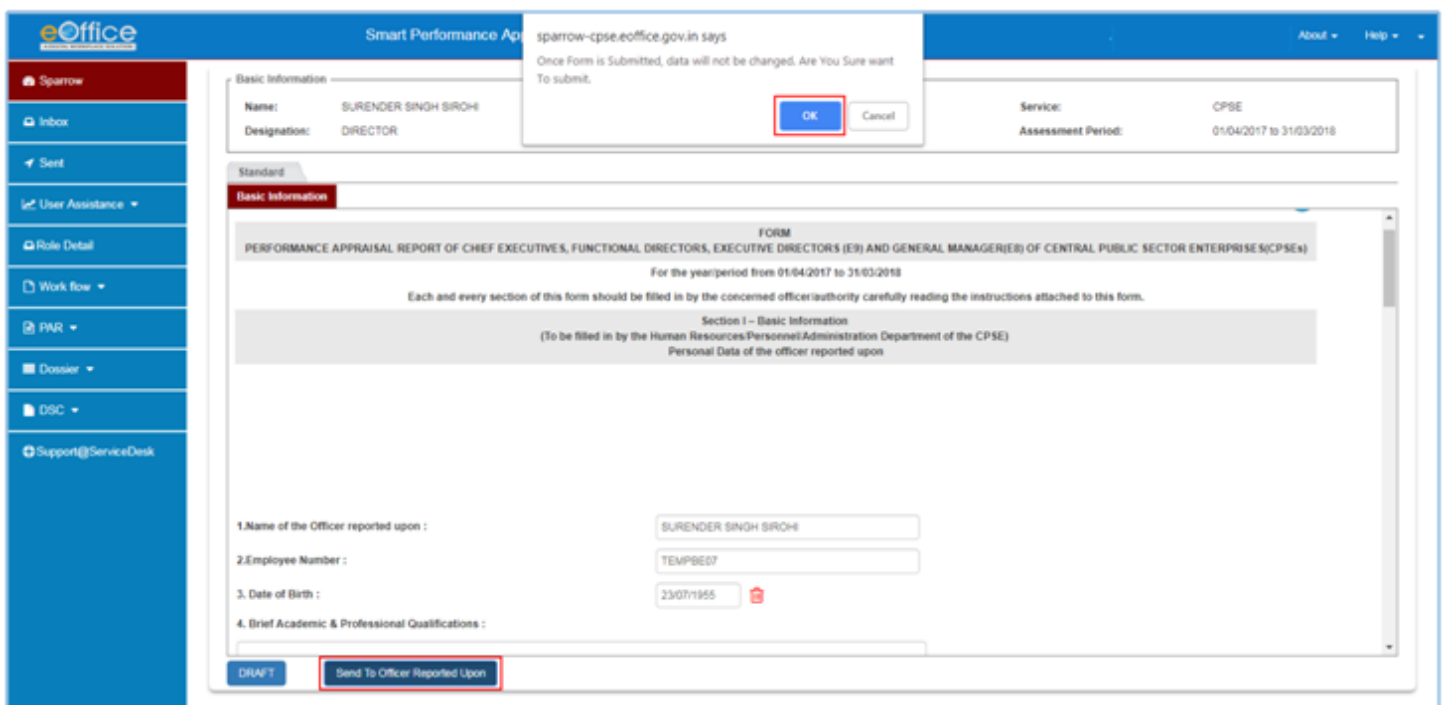 eOffice
A DIGITAL WORKPLACE SOLUTION
Smart Performance Ap
About
Help
sparrow-cpse.eoffice.gov.in says
Once Form is Submitted, data will not be changed. Are You Sure want
To submit.
OK
Cancel
Sparrow
Inbox
Sent
User Assistance
Role Detail
Work flow
PAR
Dossier
DSC
Support@ServiceDesk
Basic Information
Name: SURENDER SINGH SIROHI
Service: CPSE
Designation: DIRECTOR
Assessment Period: 01/04/2017 to 31/03/2018
Standard
Basic Information
FORM
PERFORMANCE APPRAISAL REPORT OF CHIEF EXECUTIVES, FUNCTIONAL DIRECTORS, EXECUTIVE DIRECTORS (E9) AND GENERAL MANAGER(E8) OF CENTRAL PUBLIC SECTOR ENTERPRISES(CPSEs)
For the year/period from 01/04/2017 to 31/03/2018
Each and every section of this form should be filled in by the concerned officer/authority carefully reading the instructions attached to this form.
Section I – Basic Information
(To be filled in by the Human Resources/Personnel/Administration Department of the CPSE)
Personal Data of the officer reported upon
1.Name of the Officer reported upon : SURENDER SINGH SIROHI
2.Employee Number : TEMPBE07
3. Date of Birth : 23/07/1955
4. Brief Academic & Professional Qualifications :
DRAFT
Send To Officer Reported Upon